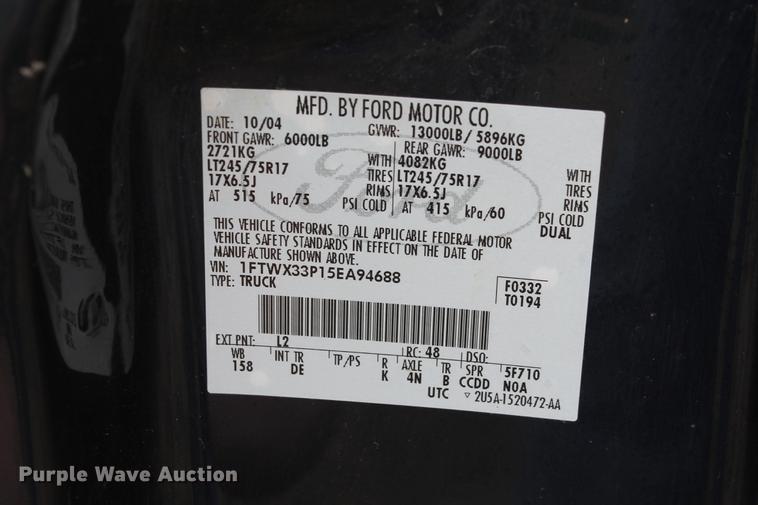 MFD. BY FORD MOTOR CO.
DATE: 10/04 GVWR: 13000LB/ 5896KG
FRONT GAWR: 6000LB REAR GAWR: 9000LB
2721KG WITH 4082KG WITH
LT245/75R17 TIRES LT245/75R17 TIRES
17X6.5J RIMS 17X6.5J RIMS
AT 515 kPa/75 PSI COLD AT 415 kPa/60 PSI COLD
DUAL
Ford
THIS VEHICLE CONFORMS TO ALL APPLICABLE FEDERAL MOTOR
VEHICLE SAFETY STANDARDS IN EFFECT ON THE DATE OF
MANUFACTURE SHOWN ABOVE.
VIN: 1FTWX33P15EA94688 F0332
TYPE: TRUCK T0194
EXT PNT: L2 RC: 48 DSO:
WB INT TR TP/PS R AXLE TR SPR 5F710
158 DE K 4N B CCDD N0A
UTC ▽ 2U5A-1520472-AA
Purple Wave Auction